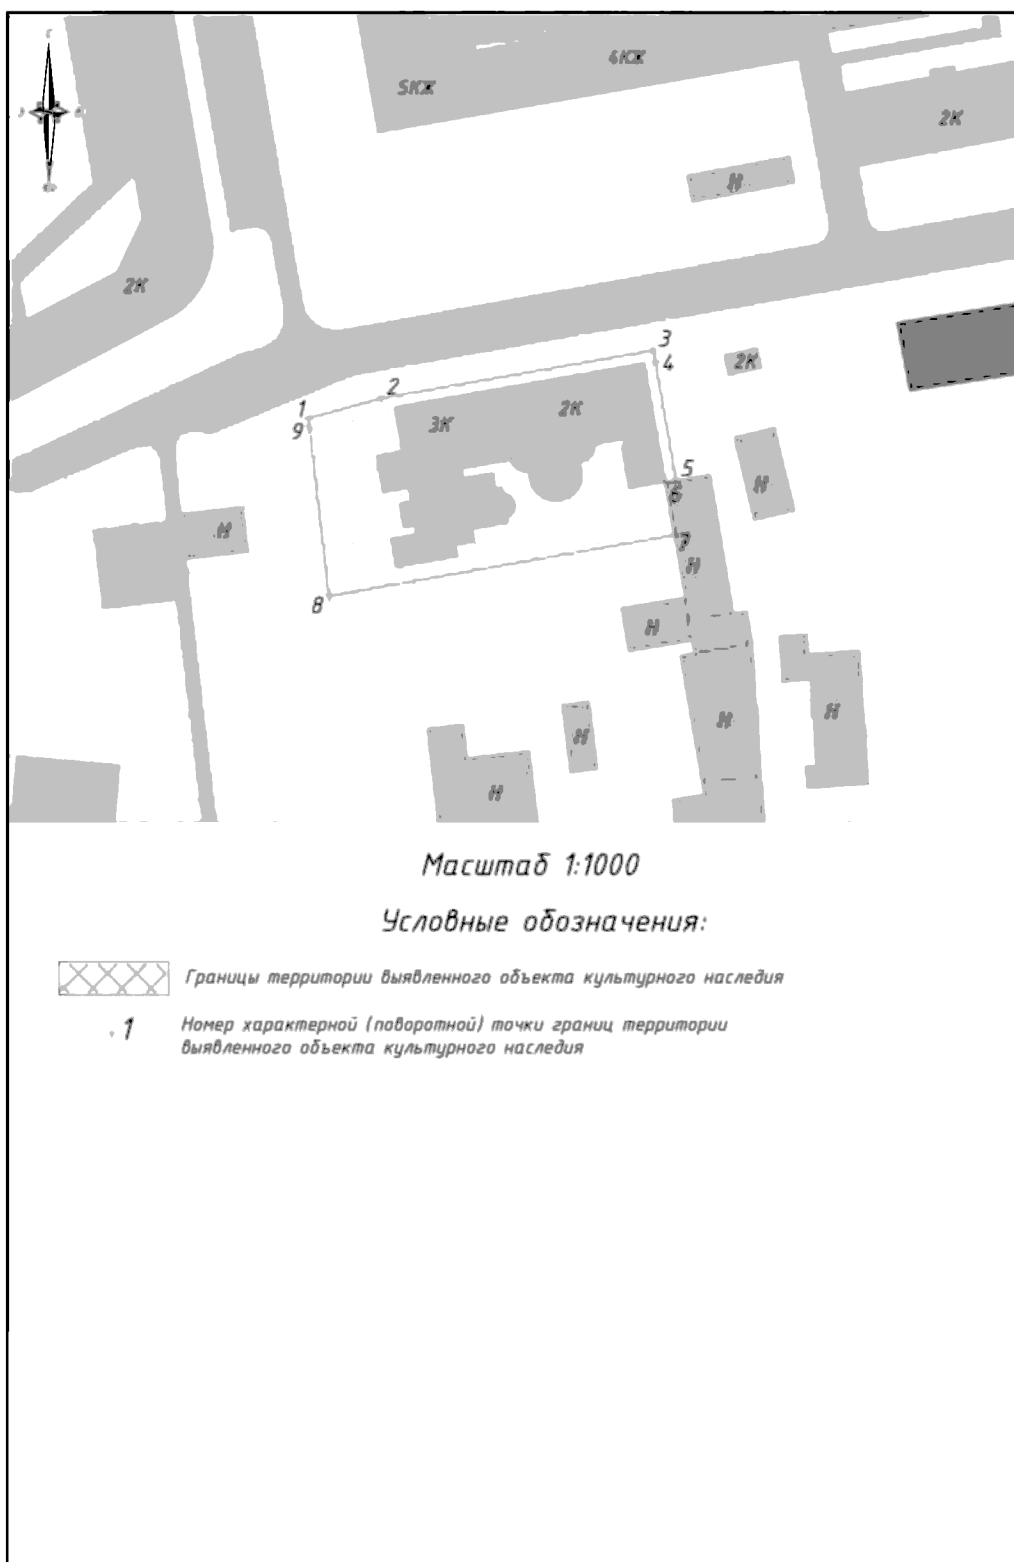 С
5КЖ
4КЖ
2К
Н
2К
3
4
2К
2
1
9
3К
2К
5
6
Н
Н
7
Н
8
Н
Н
Н
Н
Н
Масштаб 1:1000
Условные обозначения:
Границы территории выявленного объекта культурного наследия
1 Номер характерной (поворотной) точки границ территории
выявленного объекта культурного наследия